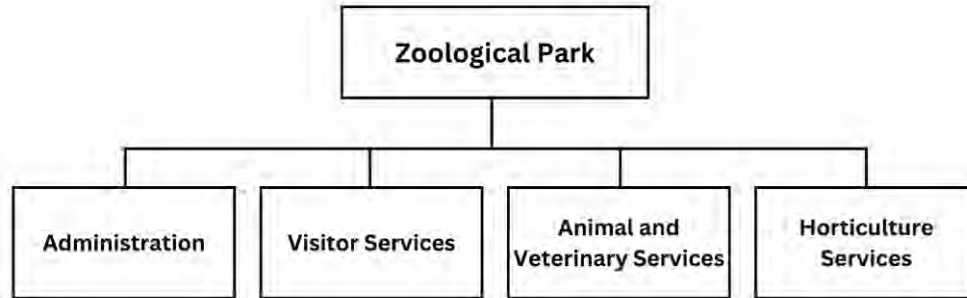 Zoological Park
Administration
Visitor Services
Animal and
Veterinary Services
Horticulture
Services